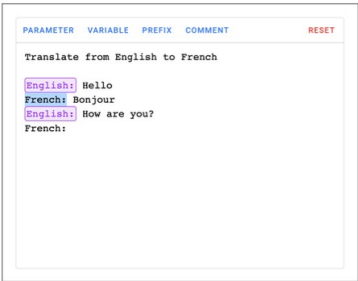 PARAMETER VARIABLE PREFIX COMMENT RESET
Translate from English to French
English: Hello
French: Bonjour
English: How are you?
French: